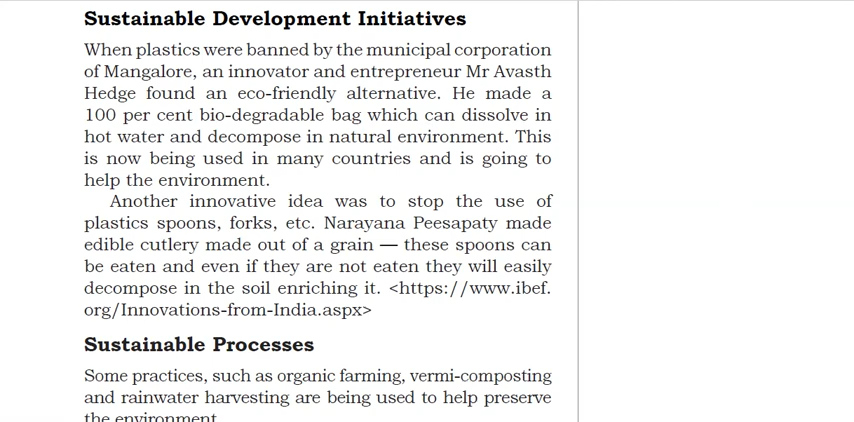 Sustainable Development Initiatives
When plastics were banned by the municipal corporation
of Mangalore, an innovator and entrepreneur Mr Avasth
Hedge found an eco-friendly alternative. He made a
100 per cent bio-degradable bag which can dissolve in
hot water and decompose in natural environment. This
is now being used in many countries and is going to
help the environment.
Another innovative idea was to stop the use of
plastics spoons, forks, etc. Narayana Peesapaty made
edible cutlery made out of a grain — these spoons can
be eaten and even if they are not eaten they will easily
decompose in the soil enriching it. <https://www.ibef.
org/Innovations-from-India.aspx>
Sustainable Processes
Some practices, such as organic farming, vermi-composting
and rainwater harvesting are being used to help preserve
the environment.